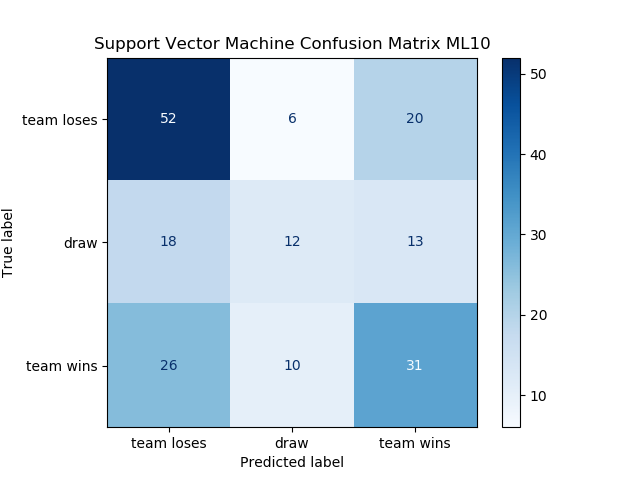 Support Vector Machine Confusion Matrix ML10
True label
team loses
52 6 20
draw
18 12 13
team wins
26 10 31
team loses draw team wins
Predicted label
50
40
30
20
10